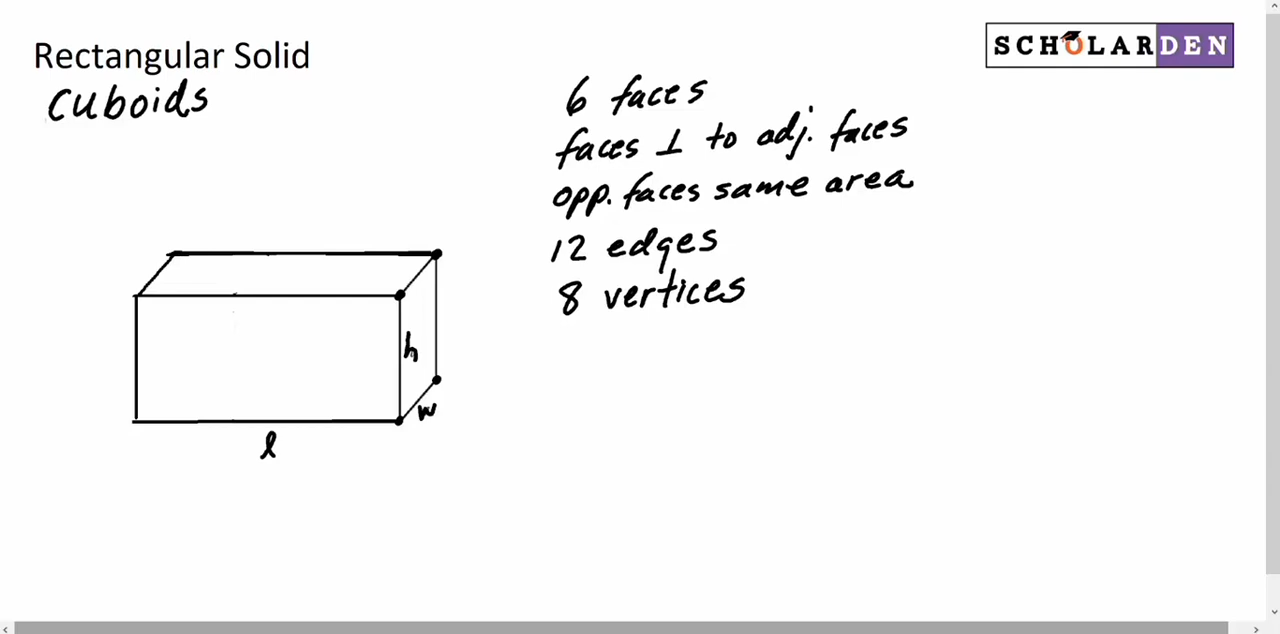 Rectangular Solid
SCHOLARDEN
cuboids
6 faces
faces ⊥ to adj. faces
opp. faces same area
12 edges
8 vertices
h
w
l